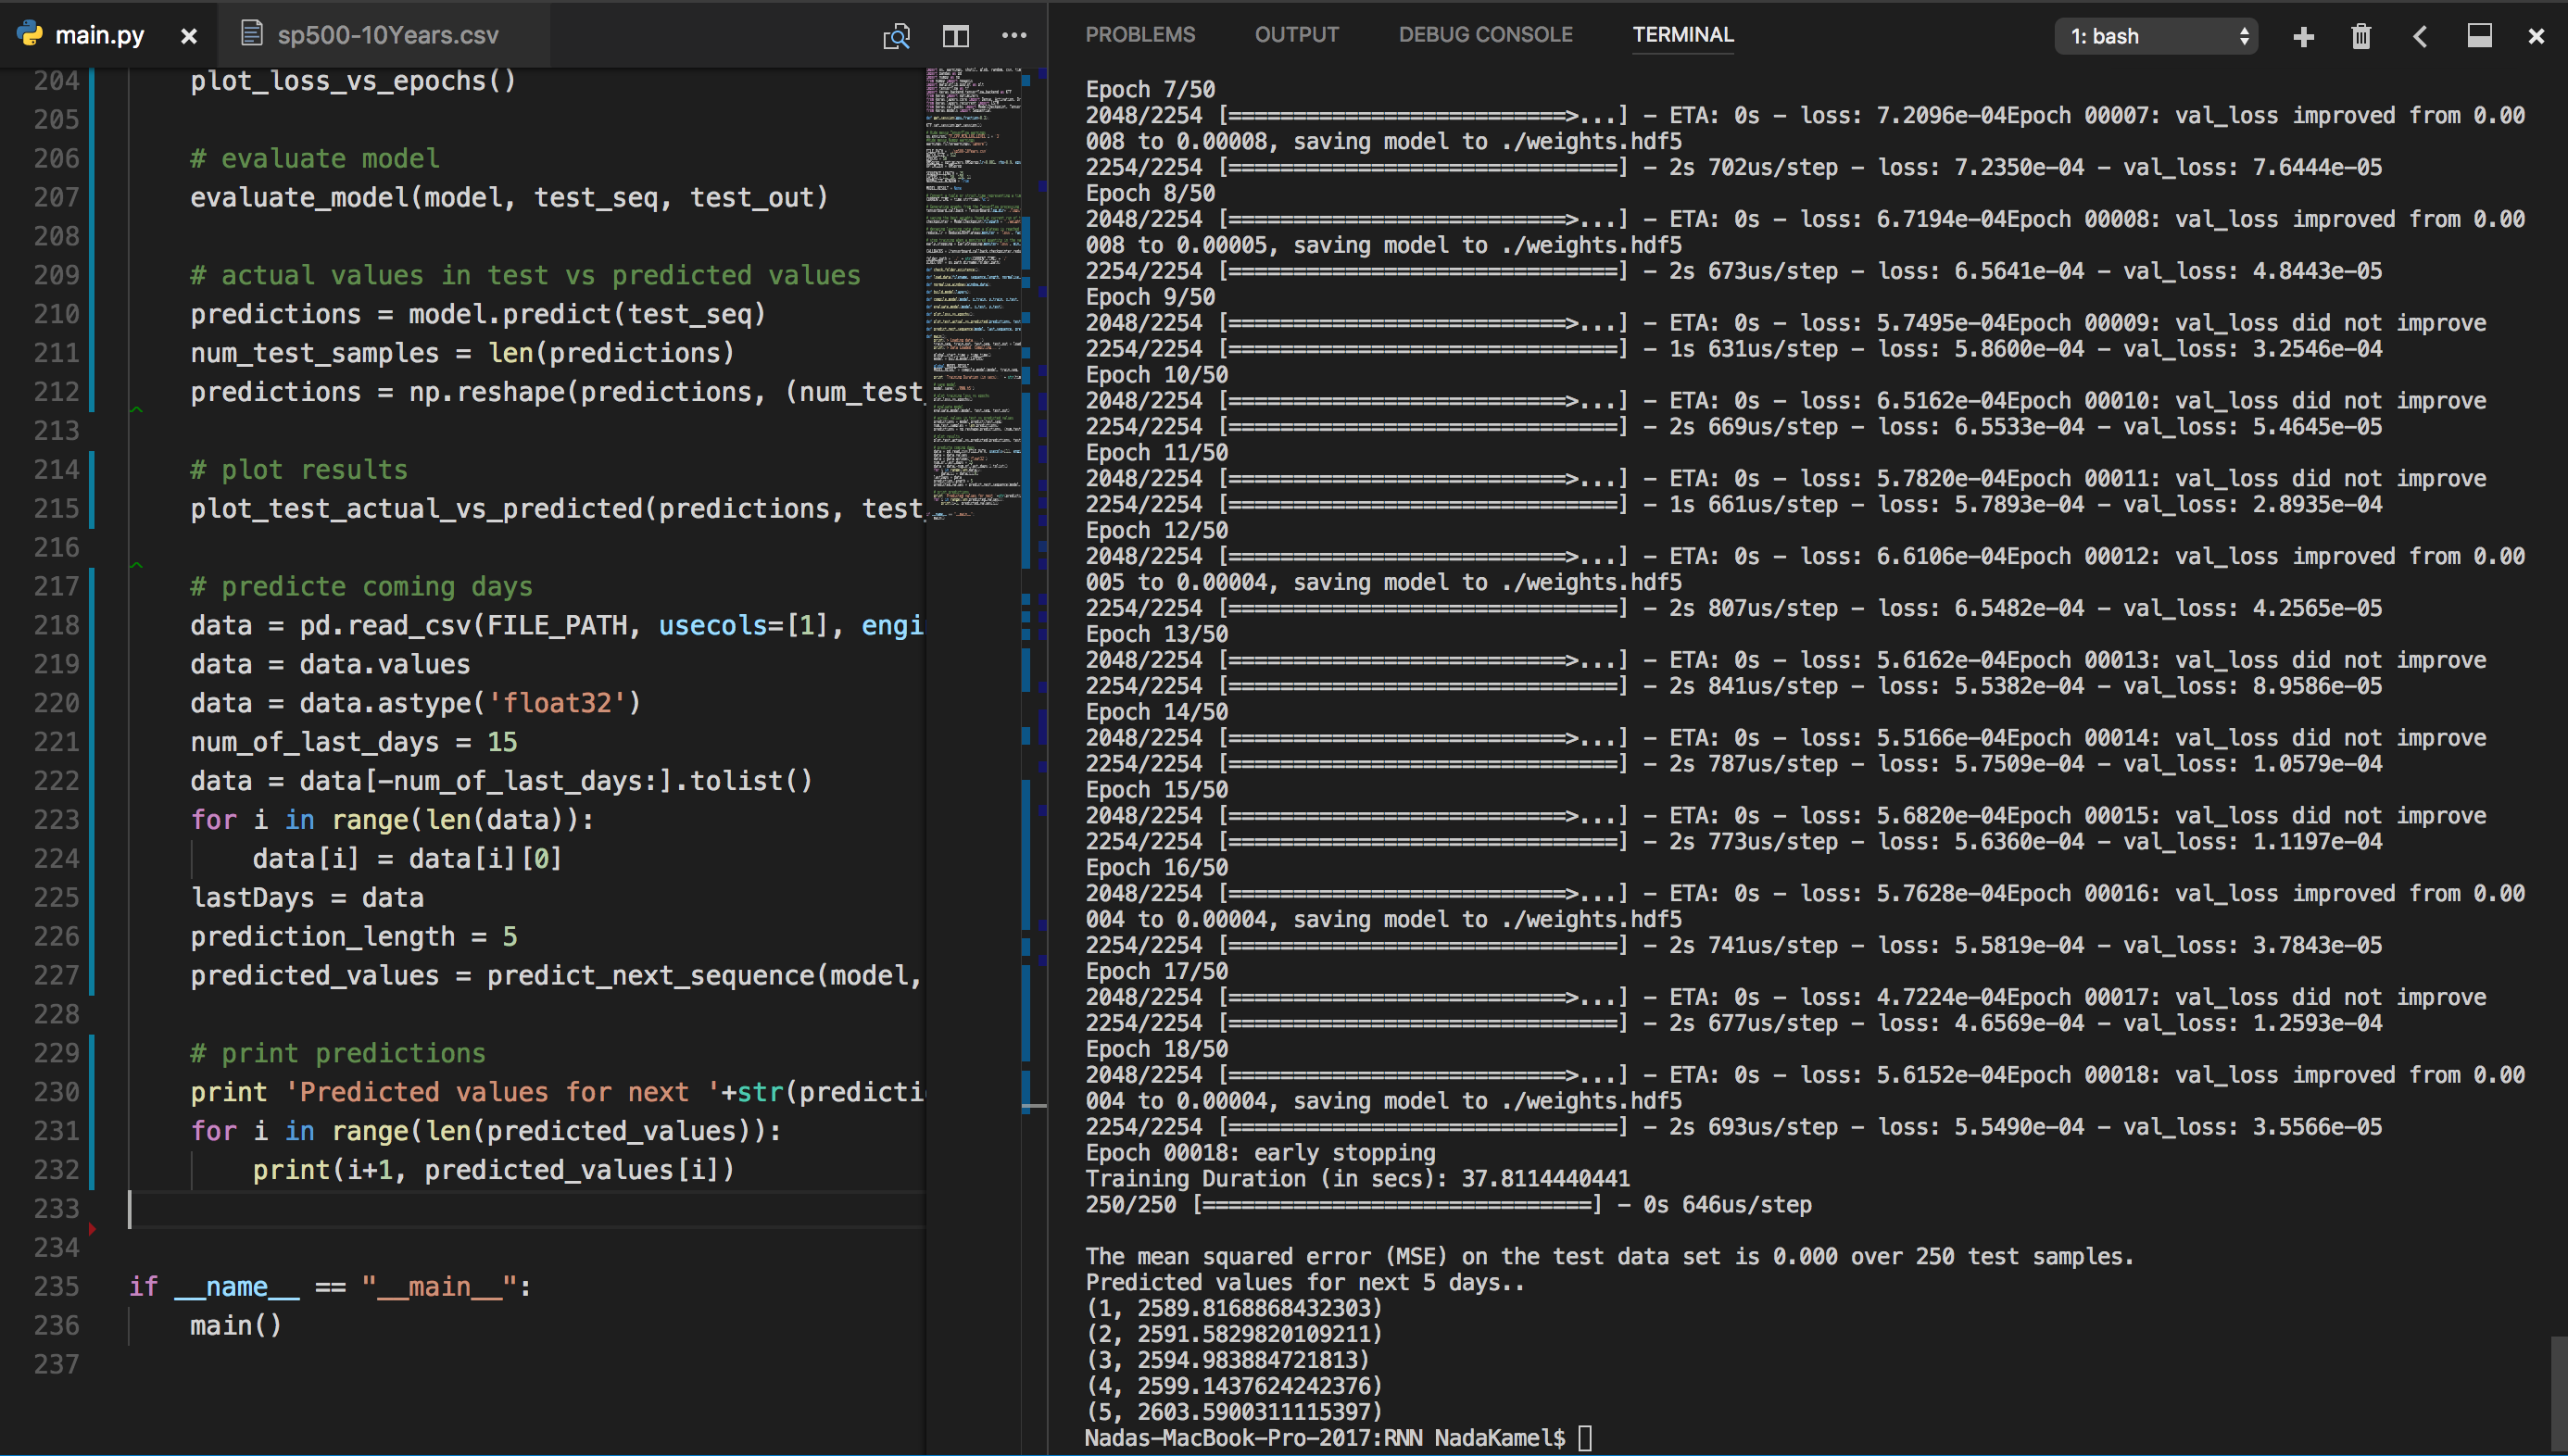 main.py ×
sp500-10Years.csv
204 plot_loss_vs_epochs()
205
206 # evaluate model
207 evaluate_model(model, test_seq, test_out)
208
209 # actual values in test vs predicted values
210 predictions = model.predict(test_seq)
211 num_test_samples = len(predictions)
212 predictions = np.reshape(predictions, (num_test_
213
214 # plot results
215 plot_test_actual_vs_predicted(predictions, test_
216
217 # predicte coming days
218 data = pd.read_csv(FILE_PATH, usecols=[1], engi
219 data = data.values
220 data = data.astype('float32')
221 num_of_last_days = 15
222 data = data[-num_of_last_days:].tolist()
223 for i in range(len(data)):
224 data[i] = data[i][0]
225 lastDays = data
226 prediction_length = 5
227 predicted_values = predict_next_sequence(model,
228
229 # print predictions
230 print 'Predicted values for next '+str(predicti
231 for i in range(len(predicted_values)):
232 print(i+1, predicted_values[i])
233
234
235 if __name__ == "__main__":
236 main()
237
PROBLEMS OUTPUT DEBUG CONSOLE TERMINAL 1: bash
Epoch 7/50
2048/2254 [==========================>...] - ETA: 0s - loss: 7.2096e-04Epoch 00007: val_loss improved from 0.00
008 to 0.00008, saving model to ./weights.hdf5
2254/2254 [==============================] - 2s 702us/step - loss: 7.2350e-04 - val_loss: 7.6444e-05
Epoch 8/50
2048/2254 [==========================>...] - ETA: 0s - loss: 6.7194e-04Epoch 00008: val_loss improved from 0.00
008 to 0.00005, saving model to ./weights.hdf5
2254/2254 [==============================] - 2s 673us/step - loss: 6.5641e-04 - val_loss: 4.8443e-05
Epoch 9/50
2048/2254 [==========================>...] - ETA: 0s - loss: 5.7495e-04Epoch 00009: val_loss did not improve
2254/2254 [==============================] - 1s 631us/step - loss: 5.8600e-04 - val_loss: 3.2546e-04
Epoch 10/50
2048/2254 [==========================>...] - ETA: 0s - loss: 6.5162e-04Epoch 00010: val_loss did not improve
2254/2254 [==============================] - 2s 669us/step - loss: 6.5533e-04 - val_loss: 5.4645e-05
Epoch 11/50
2048/2254 [==========================>...] - ETA: 0s - loss: 5.7820e-04Epoch 00011: val_loss did not improve
2254/2254 [==============================] - 1s 661us/step - loss: 5.7893e-04 - val_loss: 2.8935e-04
Epoch 12/50
2048/2254 [==========================>...] - ETA: 0s - loss: 6.6106e-04Epoch 00012: val_loss improved from 0.00
005 to 0.00004, saving model to ./weights.hdf5
2254/2254 [==============================] - 2s 807us/step - loss: 6.5482e-04 - val_loss: 4.2565e-05
Epoch 13/50
2048/2254 [==========================>...] - ETA: 0s - loss: 5.6162e-04Epoch 00013: val_loss did not improve
2254/2254 [==============================] - 2s 841us/step - loss: 5.5382e-04 - val_loss: 8.9586e-05
Epoch 14/50
2048/2254 [==========================>...] - ETA: 0s - loss: 5.5166e-04Epoch 00014: val_loss did not improve
2254/2254 [==============================] - 2s 787us/step - loss: 5.7509e-04 - val_loss: 1.0579e-04
Epoch 15/50
2048/2254 [==========================>...] - ETA: 0s - loss: 5.6820e-04Epoch 00015: val_loss did not improve
2254/2254 [==============================] - 2s 773us/step - loss: 5.6360e-04 - val_loss: 1.1197e-04
Epoch 16/50
2048/2254 [==========================>...] - ETA: 0s - loss: 5.7628e-04Epoch 00016: val_loss improved from 0.00
004 to 0.00004, saving model to ./weights.hdf5
2254/2254 [==============================] - 2s 741us/step - loss: 5.5819e-04 - val_loss: 3.7843e-05
Epoch 17/50
2048/2254 [==========================>...] - ETA: 0s - loss: 4.7224e-04Epoch 00017: val_loss did not improve
2254/2254 [==============================] - 2s 677us/step - loss: 4.6569e-04 - val_loss: 1.2593e-04
Epoch 18/50
2048/2254 [==========================>...] - ETA: 0s - loss: 5.6152e-04Epoch 00018: val_loss improved from 0.00
004 to 0.00004, saving model to ./weights.hdf5
2254/2254 [==============================] - 2s 693us/step - loss: 5.5490e-04 - val_loss: 3.5566e-05
Epoch 00018: early stopping
Training Duration (in secs): 37.8114440441
250/250 [==============================] - 0s 646us/step

The mean squared error (MSE) on the test data set is 0.000 over 250 test samples.
Predicted values for next 5 days..
(1, 2589.8168868432303)
(2, 2591.5829820109211)
(3, 2594.983884721813)
(4, 2599.1437624242376)
(5, 2603.5900311115397)
Nadas-MacBook-Pro-2017:RNN NadaKamel$